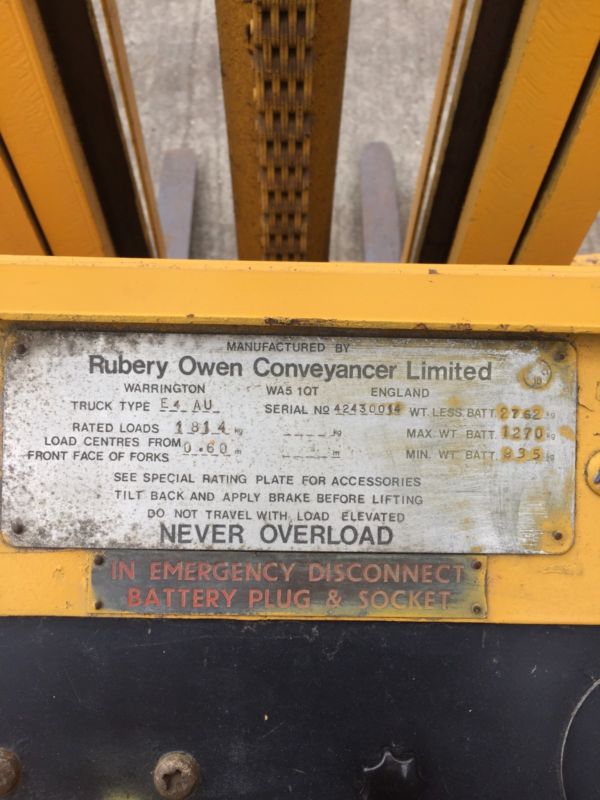 MANUFACTURED BY
Rubery Owen Conveyancer Limited
WARRINGTON WA5 1QT ENGLAND
TRUCK TYPE E4 AU SERIAL NO 42430014 WT. LESS BATT. 2762 kg
RATED LOADS 1814 kg kg MAX. WT. BATT. 1270 kg
LOAD CENTRES FROM
FRONT FACE OF FORKS 0.60 m m MIN. WT. BATT. 935 kg
SEE SPECIAL RATING PLATE FOR ACCESSORIES
TILT BACK AND APPLY BRAKE BEFORE LIFTING
DO NOT TRAVEL WITH LOAD ELEVATED
NEVER OVERLOAD
IN EMERGENCY DISCONNECT
BATTERY PLUG & SOCKET